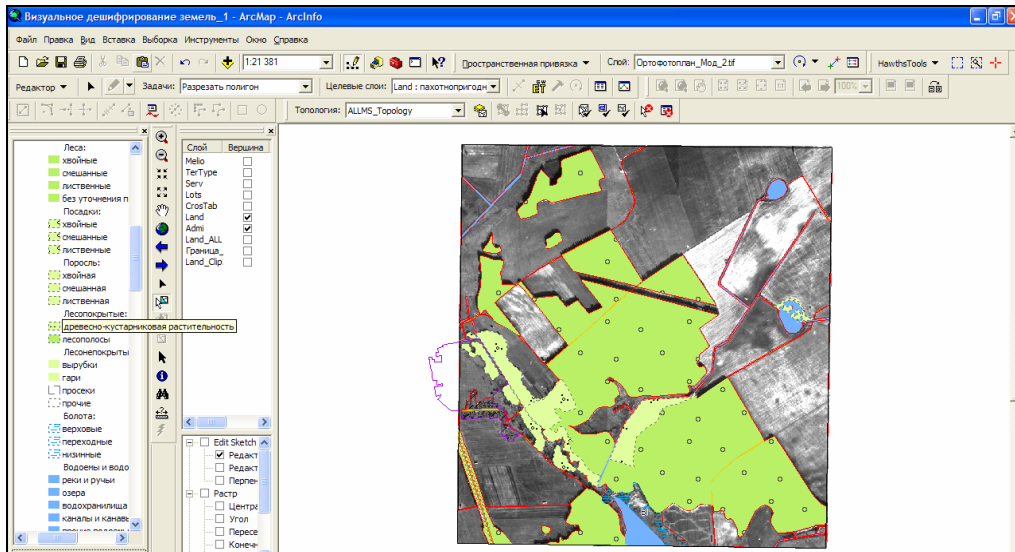 Визуальное дешифрирование земель_1 - ArcMap - ArcInfo
Файл Правка Вид Вставка Выборка Инструменты Окно Справка
1:21 381
Пространственная привязка
Слой: Ортофотоплан_Мод_2.tif
HawthsTools
Редактор
Задачи: Разрезать полигон
Целевые слои: Land : пахотнопригодн
100%
Топология: ALLMS_Topology
Леса:
хвойные
смешанные
лиственные
без уточнения п
Посадки:
хвойные
смешанные
лиственные
Поросль:
хвойная
смешанная
лиственная
Лесопокрытые:
древесно-кустарниковая растительность
лесополосы
Леснепокрыты
вырубки
гари
просеки
прочие
Болота:
верховые
переходные
низинные
Водоемы и водо
реки и ручьи
озера
водохранилища
каналы и канавы
Слой Вершина
Melio
TerType
Serv
Lots
CrosTab
Land
Admi
Land_ALL
Граница_
Land_Clip
Edit Sketch
Редакт
Редакт
Перпен
Растр
Центра
Угол
Пересе
Конечн